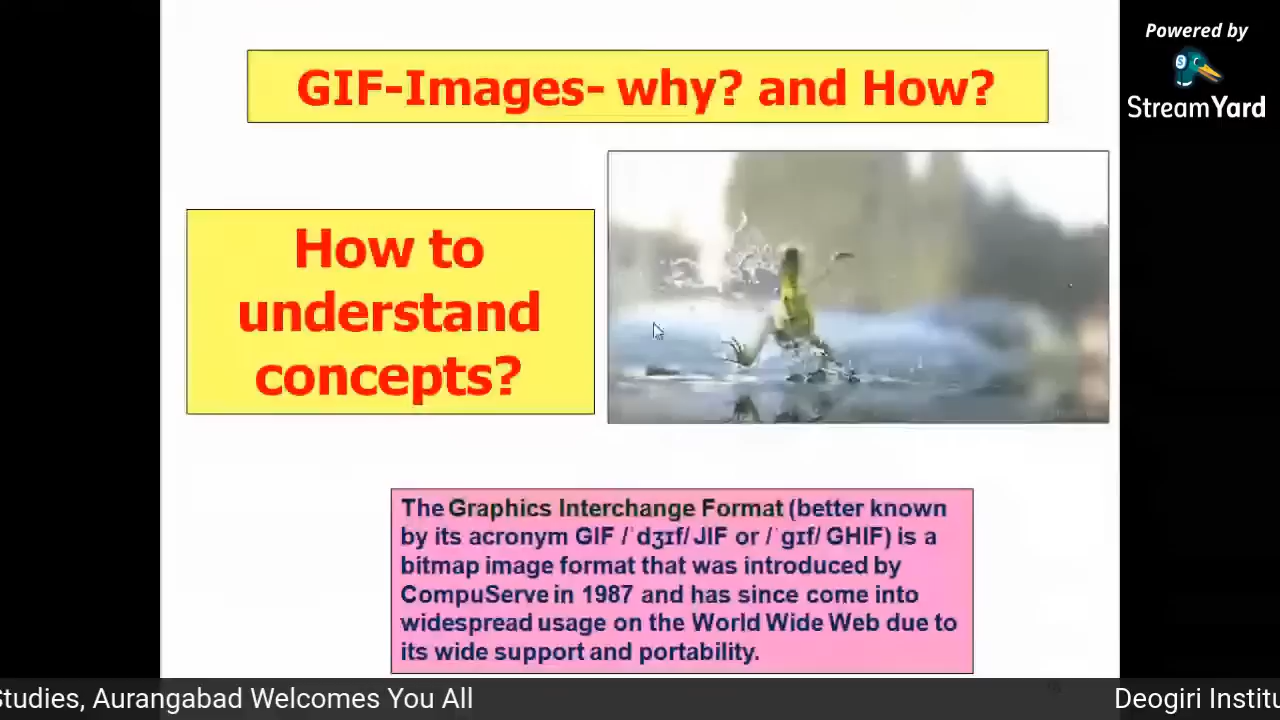 Powered by
StreamYard
GIF-Images- why? and How?
How to
understand
concepts?
The Graphics Interchange Format (better known
by its acronym GIF /ˈdʒɪf/ JIF or /ˈɡɪf/ GHIF) is a
bitmap image format that was introduced by
CompuServe in 1987 and has since come into
widespread usage on the World Wide Web due to
its wide support and portability.
Studies, Aurangabad Welcomes You All
Deogiri Institu